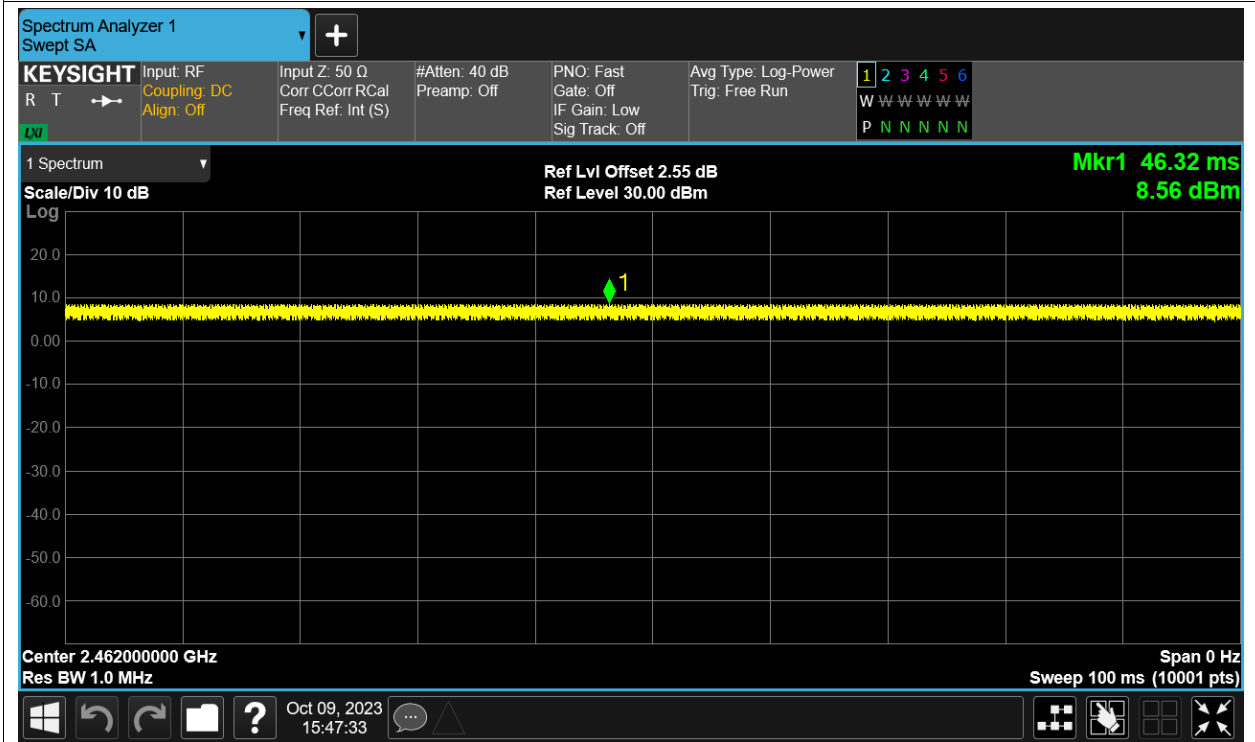 Spectrum Analyzer 1
Swept SA
KEYSIGHT
R T
LXI
Input: RF
Coupling: DC
Align: Off
Input Z: 50 Ω
Corr CCorr RCal
Freq Ref: Int (S)
#Atten: 40 dB
Preamp: Off
PNO: Fast
Gate: Off
IF Gain: Low
Sig Track: Off
Avg Type: Log-Power
Trig: Free Run
1 2 3 4 5 6
W W W W W W
P N N N N N
1 Spectrum
Scale/Div 10 dB
Log
Ref Lvl Offset 2.55 dB
Ref Level 30.00 dBm
Mkr1 46.32 ms
8.56 dBm
20.0
10.0
0.00
-10.0
-20.0
-30.0
-40.0
-50.0
-60.0
1
Center 2.462000000 GHz
Res BW 1.0 MHz
Span 0 Hz
Sweep 100 ms (10001 pts)
?
Oct 09, 2023
15:47:33